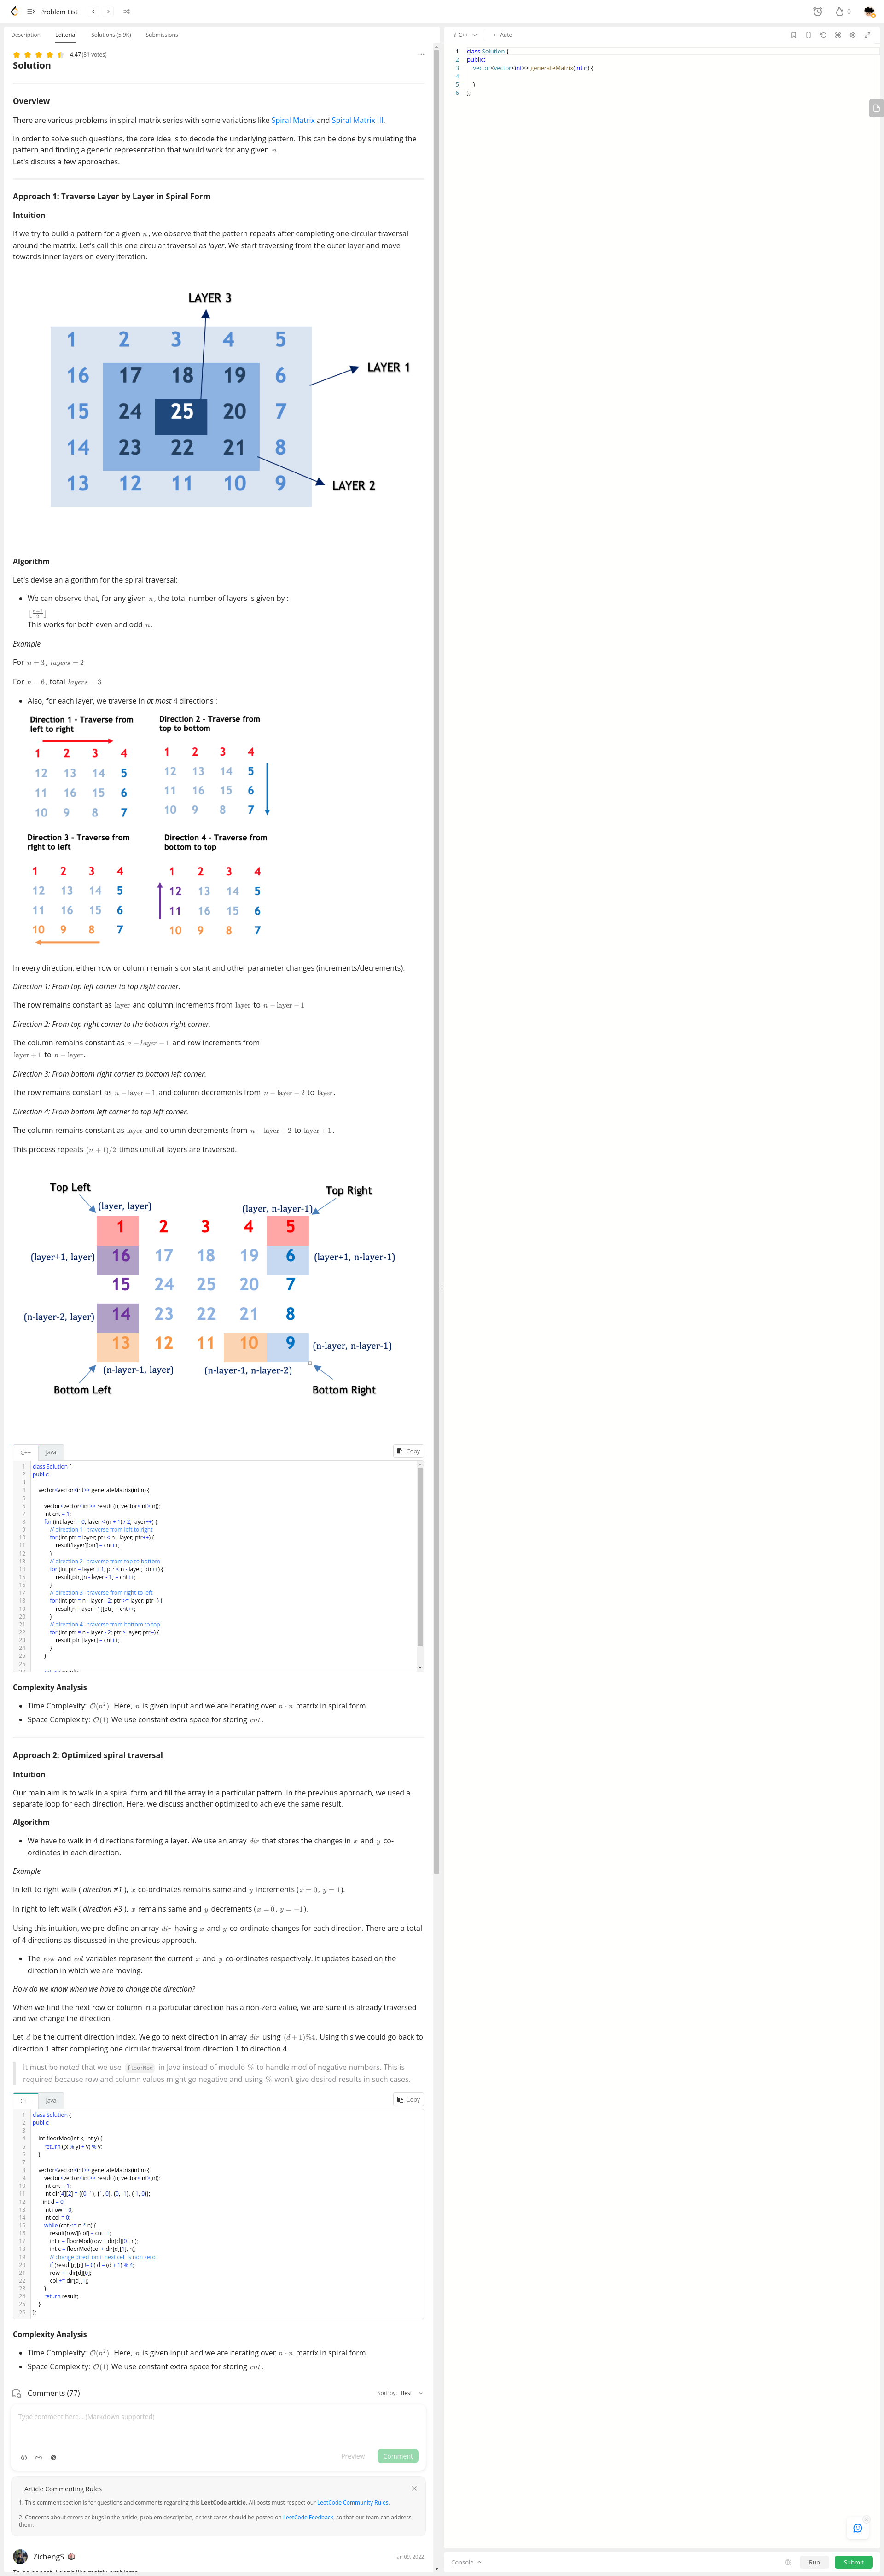 Problem List
0
Description Editorial Solutions (5.9K) Submissions
4.47 (81 votes)
Solution
Overview
There are various problems in spiral matrix series with some variations like Spiral Matrix and Spiral Matrix III.
In order to solve such questions, the core idea is to decode the underlying pattern. This can be done by simulating the
pattern and finding a generic representation that would work for any given n.
Let's discuss a few approaches.
Approach 1: Traverse Layer by Layer in Spiral Form
Intuition
If we try to build a pattern for a given n, we observe that the pattern repeats after completing one circular traversal
around the matrix. Let's call this one circular traversal as layer. We start traversing from the outer layer and move
towards inner layers on every iteration.
LAYER 3
1 2 3 4 5
LAYER 1
16 17 18 19 6
15 24 25 20 7
14 23 22 21 8
13 12 11 10 9
LAYER 2
Algorithm
Let's devise an algorithm for the spiral traversal:
• We can observe that, for any given n, the total number of layers is given by :
⌊(n+1)/2⌋
This works for both even and odd n.
Example
For n = 3, layers = 2
For n = 6, total layers = 3
• Also, for each layer, we traverse in at most 4 directions :
Direction 1 - Traverse from
left to right
1 2 3 4
12 13 14 5
11 16 15 6
10 9 8 7
Direction 2 - Traverse from
top to bottom
1 2 3 4
12 13 14 5
11 16 15 6
10 9 8 7
Direction 3 - Traverse from
right to left
1 2 3 4
12 13 14 5
11 16 15 6
10 9 8 7
Direction 4 - Traverse from
bottom to top
1 2 3 4
12 13 14 5
11 16 15 6
10 9 8 7
In every direction, either row or column remains constant and other parameter changes (increments/decrements).
Direction 1: From top left corner to top right corner.
The row remains constant as layer and column increments from layer to n − layer − 1
Direction 2: From top right corner to the bottom right corner.
The column remains constant as n − layer − 1 and row increments from
layer + 1 to n − layer.
Direction 3: From bottom right corner to bottom left corner.
The row remains constant as n − layer − 1 and column decrements from n − layer − 2 to layer.
Direction 4: From bottom left corner to top left corner.
The column remains constant as layer and column decrements from n − layer − 2 to layer + 1.
This process repeats (n + 1)/2 times until all layers are traversed.
Top Left
Top Right
(layer, layer)
(layer, n-layer-1)
1 2 3 4 5
(layer+1, layer) 16 17 18 19 6 (layer+1, n-layer-1)
15 24 25 20 7
(n-layer-2, layer) 14 23 22 21 8
13 12 11 10 9 (n-layer, n-layer-1)
(n-layer-1, layer) (n-layer-1, n-layer-2)
Bottom Left
Bottom Right
C++ Java Copy
1 class Solution {
2 public:
3
4 vector<vector<int>> generateMatrix(int n) {
5
6 vector<vector<int>> result (n, vector<int>(n));
7 int cnt = 1;
8 for (int layer = 0; layer < (n + 1) / 2; layer++) {
9 // direction 1 - traverse from left to right
10 for (int ptr = layer; ptr < n - layer; ptr++) {
11 result[layer][ptr] = cnt++;
12 }
13 // direction 2 - traverse from top to bottom
14 for (int ptr = layer + 1; ptr < n - layer; ptr++) {
15 result[ptr][n - layer - 1] = cnt++;
16 }
17 // direction 3 - traverse from right to left
18 for (int ptr = n - layer - 2; ptr >= layer; ptr--) {
19 result[n - layer - 1][ptr] = cnt++;
20 }
21 // direction 4 - traverse from bottom to top
22 for (int ptr = n - layer - 2; ptr > layer; ptr--) {
23 result[ptr][layer] = cnt++;
24 }
25 }
26
Complexity Analysis
• Time Complexity: O(n²). Here, n is given input and we are iterating over n · n matrix in spiral form.
• Space Complexity: O(1) We use constant extra space for storing cnt.
Approach 2: Optimized spiral traversal
Intuition
Our main aim is to walk in a spiral form and fill the array in a particular pattern. In the previous approach, we used a
separate loop for each direction. Here, we discuss another optimized to achieve the same result.
Algorithm
• We have to walk in 4 directions forming a layer. We use an array dir that stores the changes in x and y co-
ordinates in each direction.
Example
In left to right walk ( direction #1 ), x co-ordinates remains same and y increments (x = 0, y = 1).
In right to left walk ( direction #3 ), x remains same and y decrements (x = 0, y = −1).
Using this intuition, we pre-define an array dir having x and y co-ordinate changes for each direction. There are a total
of 4 directions as discussed in the previous approach.
• The row and col variables represent the current x and y co-ordinates respectively. It updates based on the
direction in which we are moving.
How do we know when we have to change the direction?
When we find the next row or column in a particular direction has a non-zero value, we are sure it is already traversed
and we change the direction.
Let d be the current direction index. We go to next direction in array dir using (d + 1)%4. Using this we could go back to
direction 1 after completing one circular traversal from direction 1 to direction 4 .
It must be noted that we use floorMod in Java instead of modulo % to handle mod of negative numbers. This is
required because row and column values might go negative and using % won't give desired results in such cases.
C++ Java Copy
1 class Solution {
2 public:
3
4 int floorMod(int x, int y) {
5 return ((x % y) + y) % y;
6 }
7
8 vector<vector<int>> generateMatrix(int n) {
9 vector<vector<int>> result (n, vector<int>(n));
10 int cnt = 1;
11 int dir[4][2] = {{0, 1}, {1, 0}, {0, -1}, {-1, 0}};
12 int d = 0;
13 int row = 0;
14 int col = 0;
15 while (cnt <= n * n) {
16 result[row][col] = cnt++;
17 int r = floorMod(row + dir[d][0], n);
18 int c = floorMod(col + dir[d][1], n);
19 // change direction if next cell is non zero
20 if (result[r][c] != 0) d = (d + 1) % 4;
21 row += dir[d][0];
22 col += dir[d][1];
23 }
24 return result;
25 }
26 };
Complexity Analysis
• Time Complexity: O(n²). Here, n is given input and we are iterating over n · n matrix in spiral form.
• Space Complexity: O(1) We use constant extra space for storing cnt.
Comments (77) Sort by: Best
Type comment here... (Markdown supported)
Preview Comment
Article Commenting Rules
1. This comment section is for questions and comments regarding this LeetCode article. All posts must respect our LeetCode Community Rules.
2. Concerns about errors or bugs in the article, problem description, or test cases should be posted on LeetCode Feedback, so that our team can address
them.
ZichengS Jan 09, 2022
i C++ • Auto
1 class Solution {
2 public:
3 vector<vector<int>> generateMatrix(int n) {
4
5 }
6 };
Console Run Submit